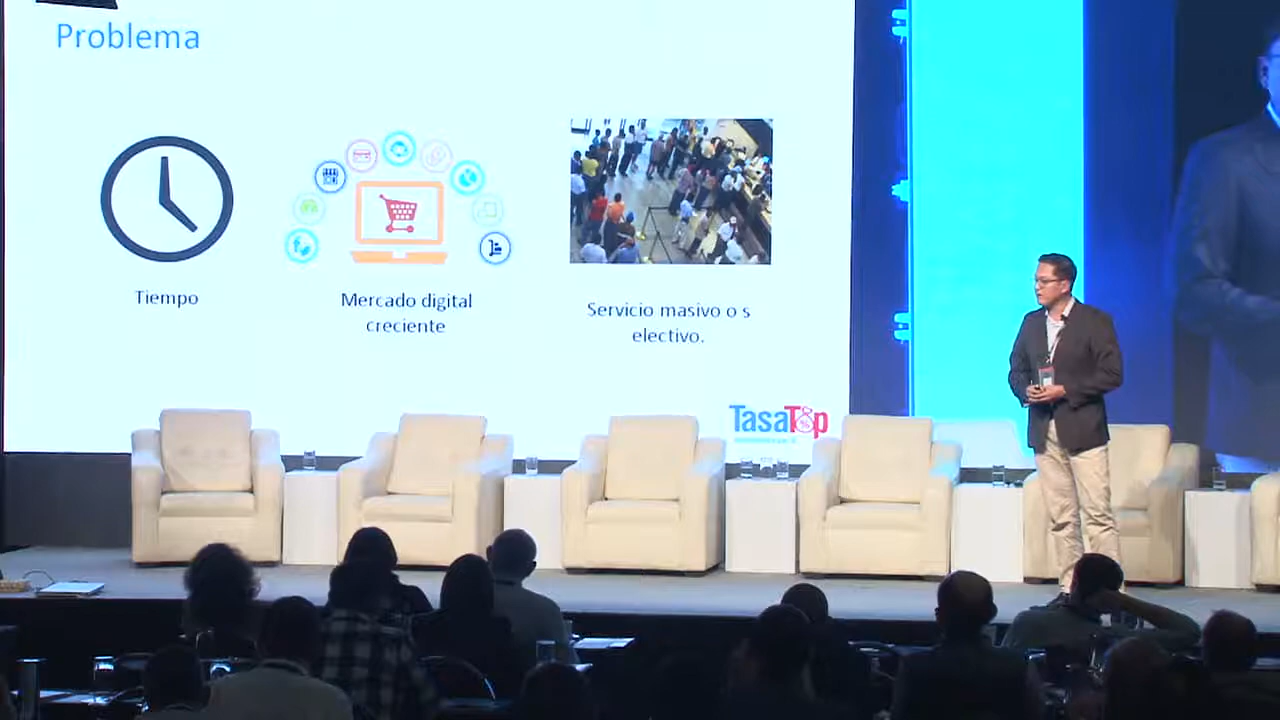 Problema
Tiempo
Mercado digital
creciente
Servicio masivo o s
electivo.
TasaTop